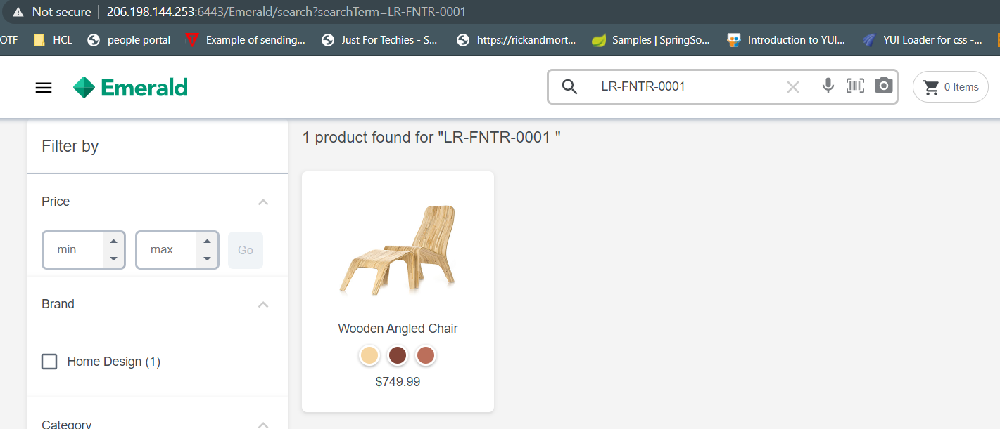 Not secure 206.198.144.253:6443/Emerald/search?searchTerm=LR-FNTR-0001
OTF HCL people portal Example of sending... Just For Techies - S... https://rickandmort... Samples | SpringSo... Introduction to YUI... YUI Loader for css -...
Emerald LR-FNTR-0001 0 Items
Filter by
1 product found for "LR-FNTR-0001 "
Price
min max Go
Brand
Home Design (1)
Category
Wooden Angled Chair
$749.99